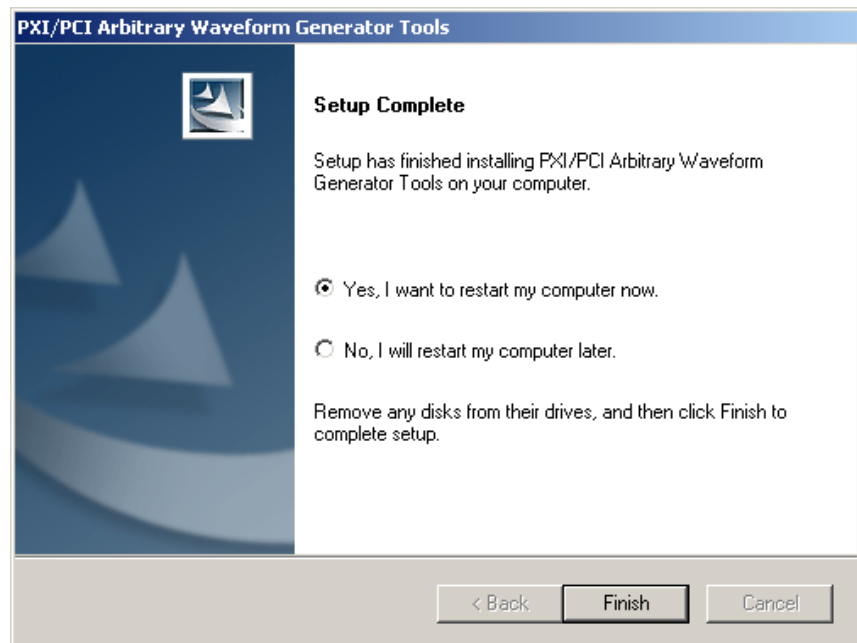 PXI/PCI Arbitrary Waveform Generator Tools
Setup Complete
Setup has finished installing PXI/PCI Arbitrary Waveform
Generator Tools on your computer.
Yes, I want to restart my computer now.
No, I will restart my computer later.
Remove any disks from their drives, and then click Finish to
complete setup.
< Back
Finish
Cancel